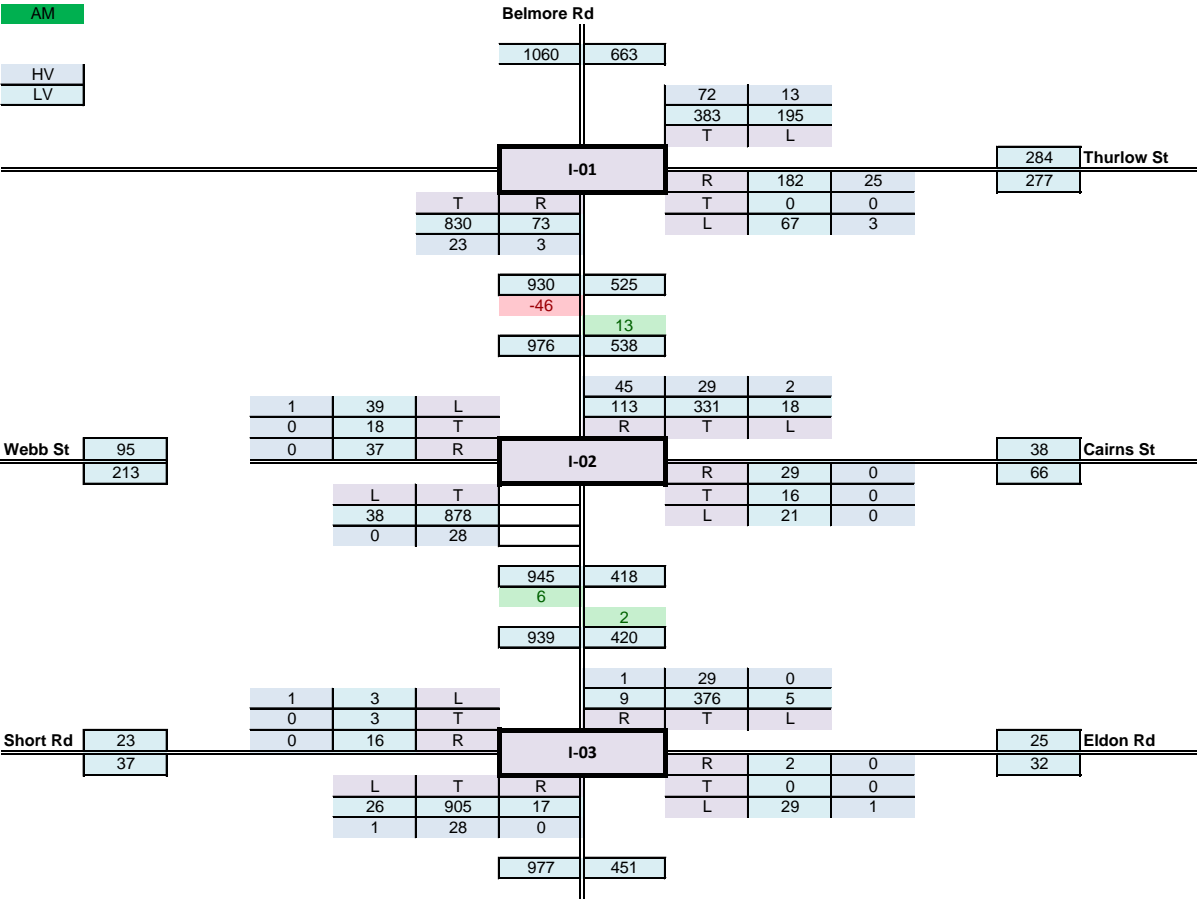 AM
Belmore Rd
1060 663
HV
LV
72 13
383 195
T L
I-01
284 Thurlow St
277
R 182 25
T 0 0
L 67 3
T R
830 73
23 3
930 525
-46
13
976 538
45 29 2
113 331 18
R T L
1 39 L
0 18 T
0 37 R
Webb St 95
213
I-02
38 Cairns St
66
R 29 0
T 16 0
L 21 0
L T
38 878
0 28
945 418
6
2
939 420
1 29 0
9 376 5
R T L
1 3 L
0 3 T
0 16 R
Short Rd 23
37
I-03
25 Eldon Rd
32
R 2 0
T 0 0
L 29 1
L T R
26 905 17
1 28 0
977 451